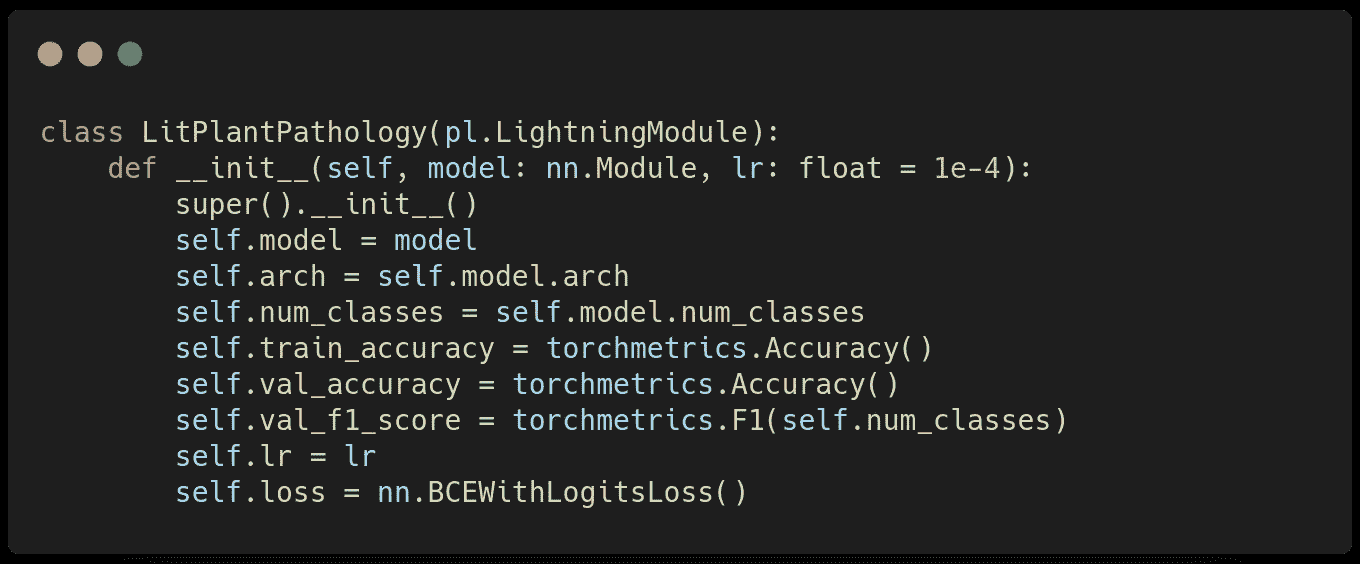 class LitPlantPathology(pl.LightningModule):
    def __init__(self, model: nn.Module, lr: float = 1e-4):
        super().__init__()
        self.model = model
        self.arch = self.model.arch
        self.num_classes = self.model.num_classes
        self.train_accuracy = torchmetrics.Accuracy()
        self.val_accuracy = torchmetrics.Accuracy()
        self.val_f1_score = torchmetrics.F1(self.num_classes)
        self.lr = lr
        self.loss = nn.BCEWithLogitsLoss()